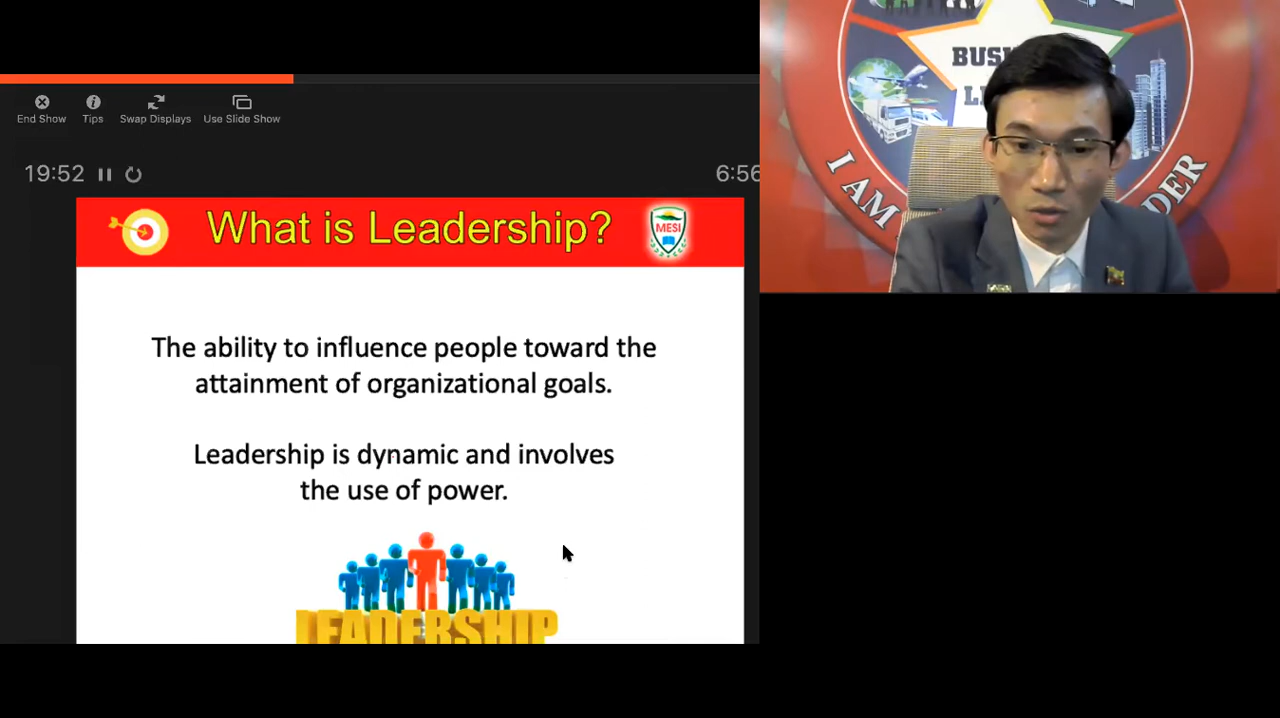 End Show
Tips
Swap Displays
Use Slide Show
19:52
6:56
What is Leadership?
MESI
The ability to influence people toward the
attainment of organizational goals.
Leadership is dynamic and involves
the use of power.
LEADERSHIP
I AM